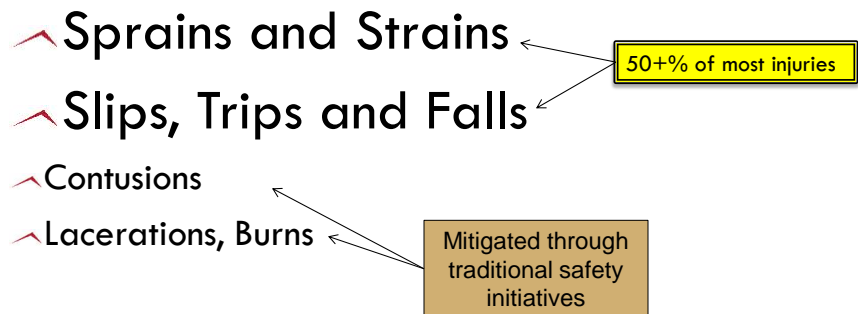 Sprains and Strains
50+% of most injuries
Slips, Trips and Falls
Contusions
Lacerations, Burns
Mitigated through
traditional safety
initiatives